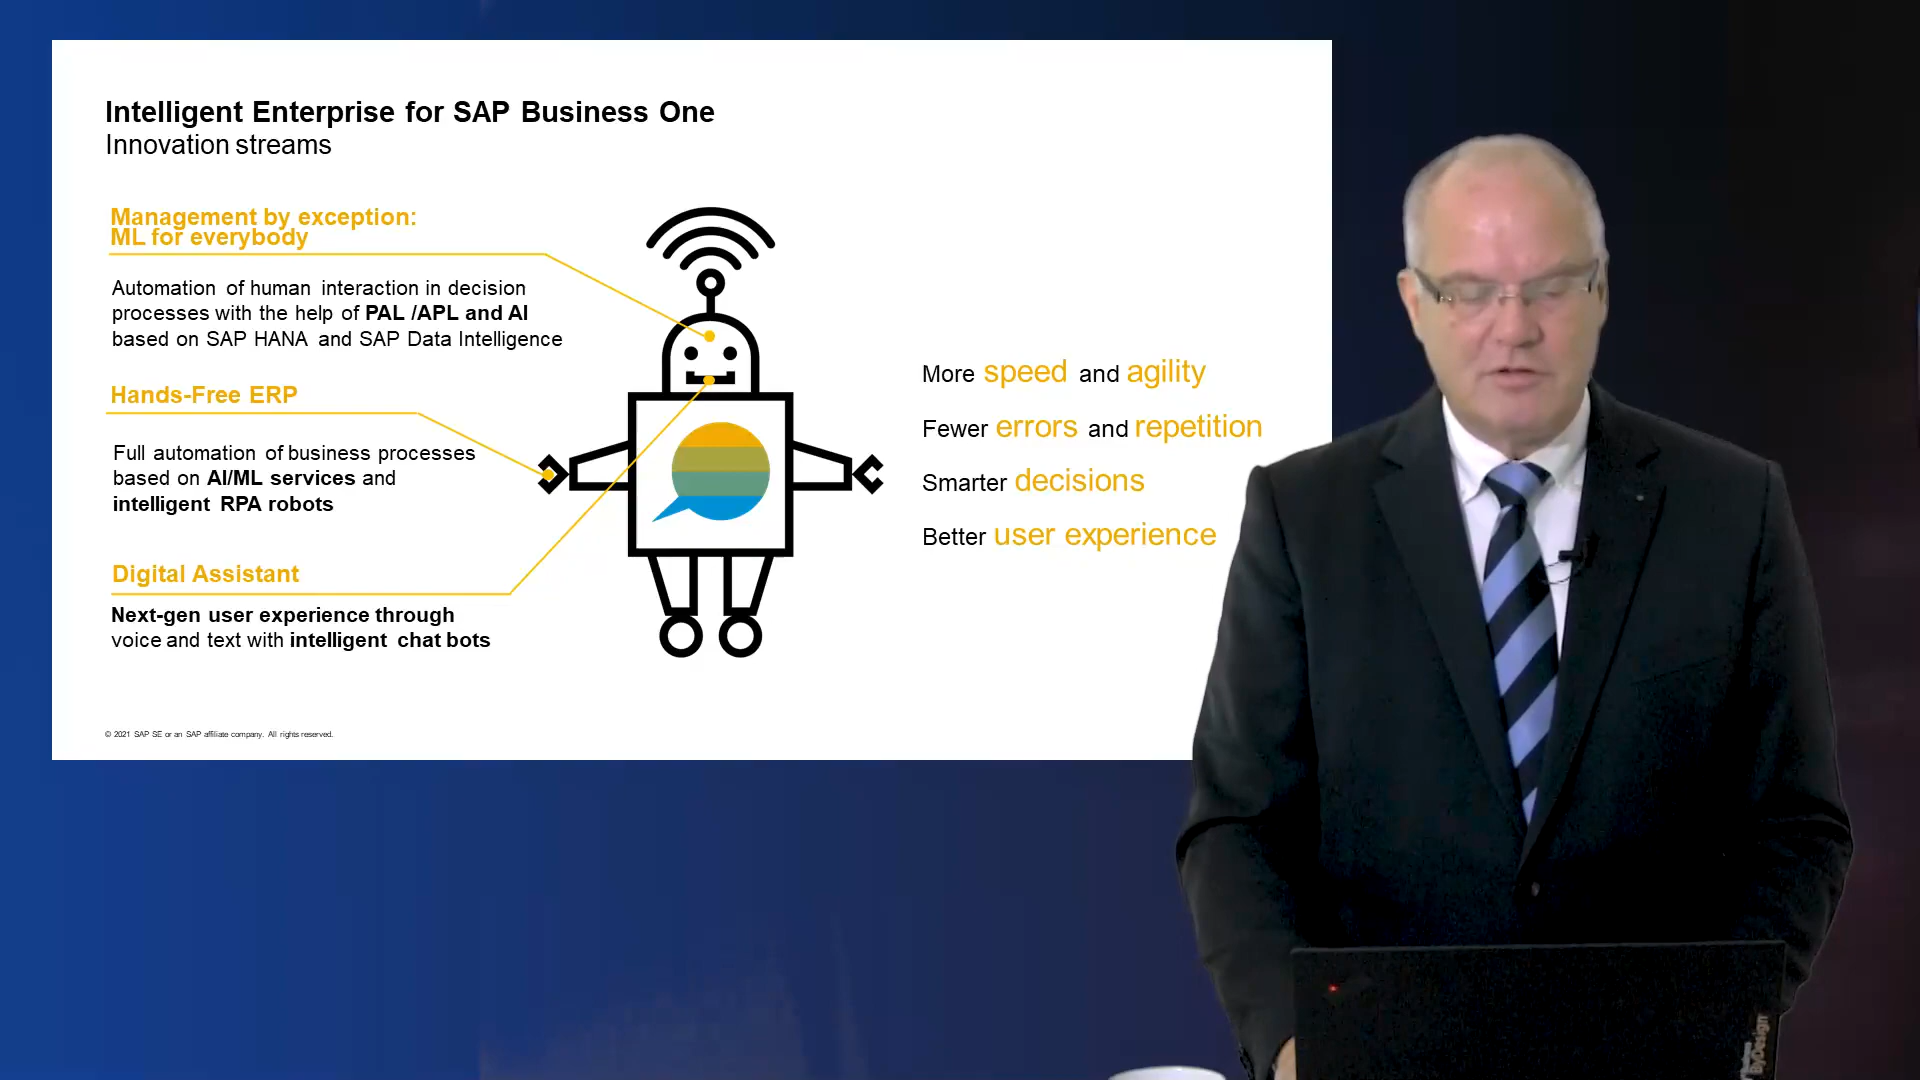 Intelligent Enterprise for SAP Business One
Innovation streams
Management by exception:
ML for everybody
Automation of human interaction in decision
processes with the help of PAL /APL and AI
based on SAP HANA and SAP Data Intelligence
Hands-Free ERP
Full automation of business processes
based on AI/ML services and
intelligent RPA robots
Digital Assistant
Next-gen user experience through
voice and text with intelligent chat bots
More speed and agility
Fewer errors and repetition
Smarter decisions
Better user experience
© 2021 SAP SE or an SAP affiliate company. All rights reserved.
ByDesign